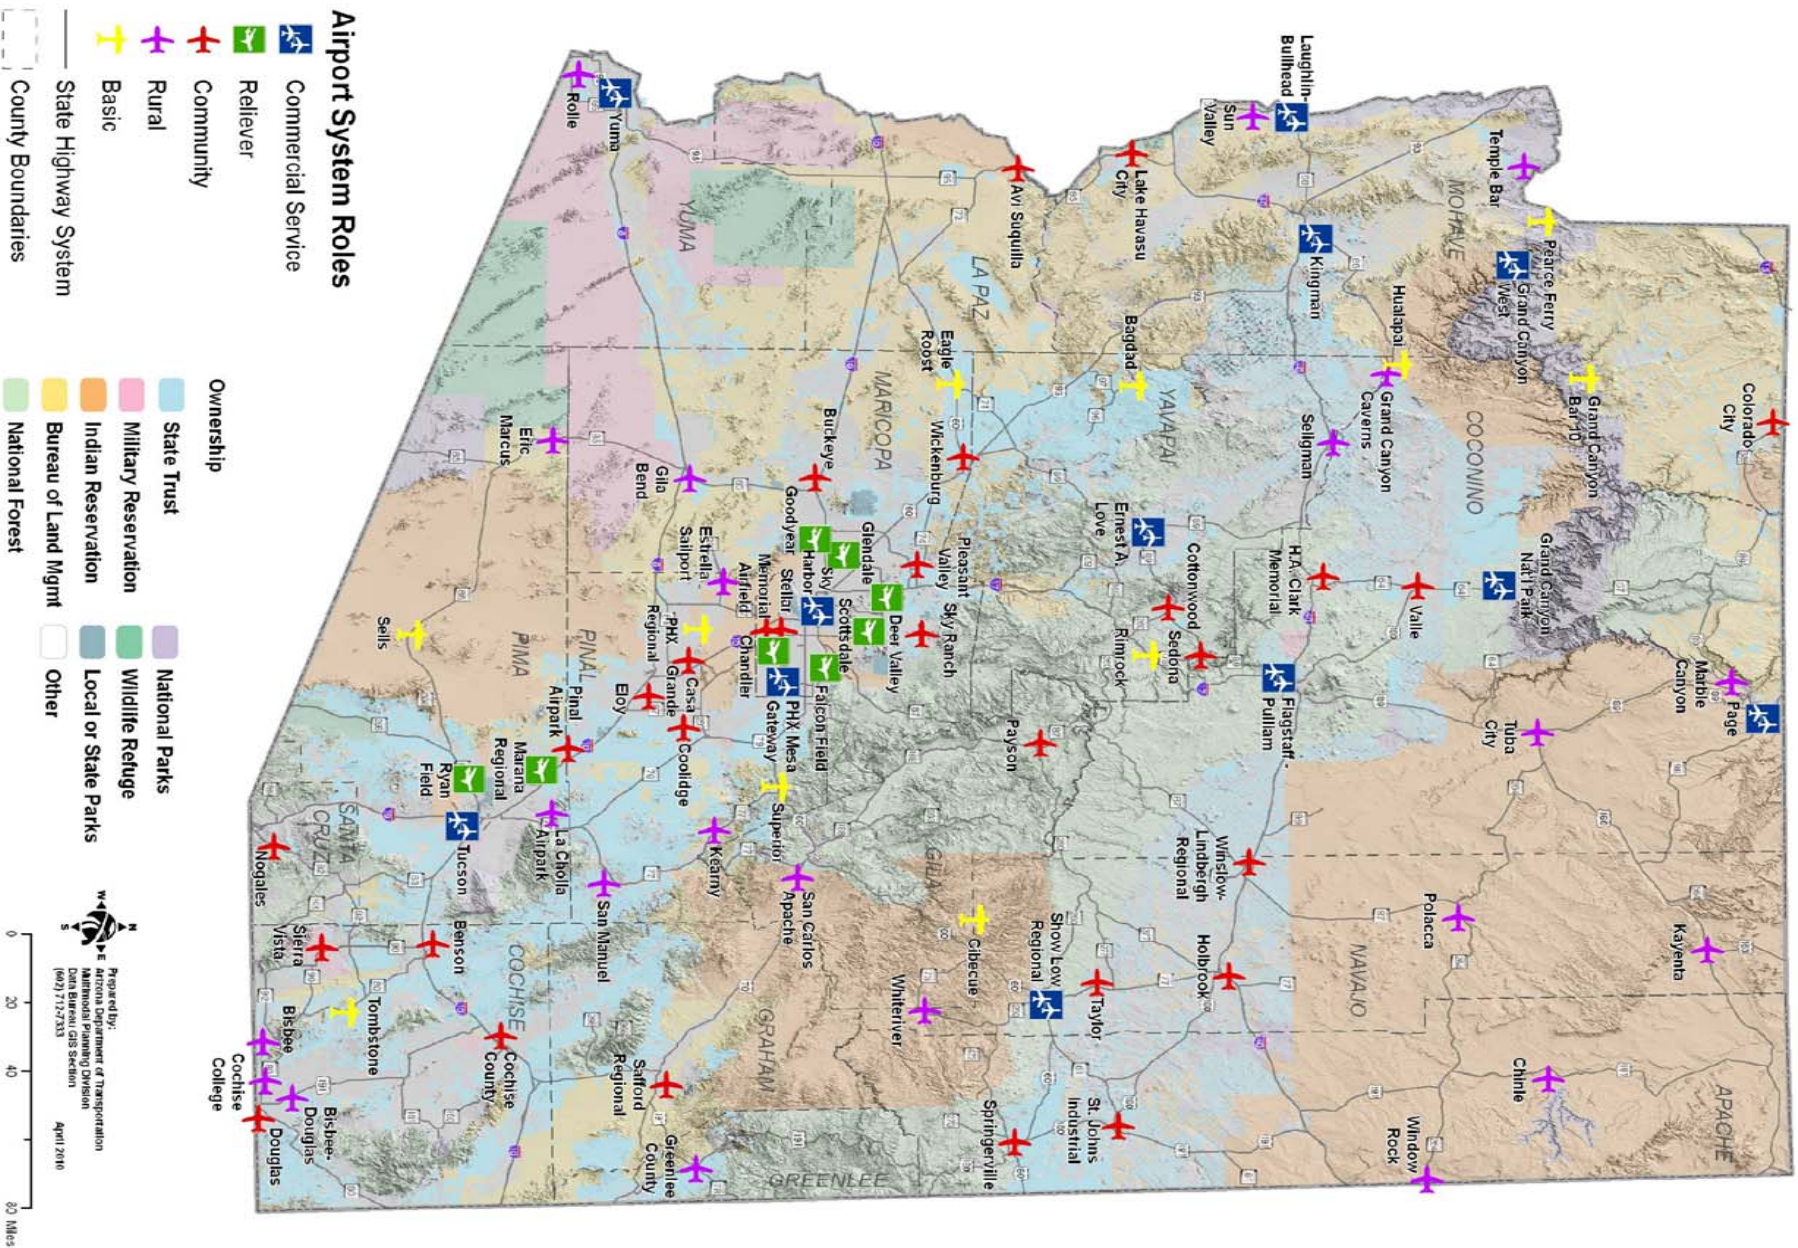 Airport System Roles
Commercial Service
Reliever
Community
Rural
Basic
State Highway System
County Boundaries
Ownership
State Trust
Military Reservation
Indian Reservation
Bureau of Land Mgmt
National Forest
National Parks
Wildlife Refuge
Local or State Parks
Other
N
W
E
S
Prepared by:
Arizona Department of Transportation
Multimodal Planning Division
Data Bureau GIS Section
(602) 712-7333
April 2010
0
20
40
80 Miles
Colorado
City
Page
Marble
Canyon
Kayenta
Grand Canyon
Bar 10
Pearce Ferry
Temple Bar
Grand Canyon
West
Grand Canyon
Nat'l Park
Tuba
City
Chinle
Polacca
Window
Rock
Hualapai
Grand Canyon
Caverns
Valle
Laughlin-
Bullhead
Sun
Valley
Kingman
Seligman
H.A. Clark
Memorial
Flagstaff-
Pulliam
Winslow-
Lindbergh
Regional
Holbrook
Lake Havasu
City
Bagdad
Ernest A.
Love
Cottonwood
Sedona
Rimrock
Taylor
St. Johns
Industrial
Avi Suquilla
Payson
Show Low
Regional
Springerville
Eagle
Roost
Wickenburg
Pleasant
Valley
Sky Ranch
Cibecue
Whiteriver
Buckeye
Goodyear
Glendale
Deer Valley
Scottsdale
Sky
Harbor
Falcon Field
Stellar
Memorial
Airfield
Chandler
PHX Mesa
Gateway
Superior
San Carlos
Apache
Estrella
Sailport
PHX
Regional
Gila
Bend
Casa
Grande
Eloy
Coolidge
Kearny
Safford
Regional
Greenlee
County
Yuma
Rolle
Eric
Marcus
Pinal
Airpark
Marana
Regional
La Cholla
Airpark
San Manuel
Sells
Ryan
Field
Tucson
Benson
Cochise
County
Tombstone
Nogales
Sierra
Vista
Bisbee
Bisbee-
Douglas
Cochise
College
Douglas
MOHAVE
COCONINO
NAVAJO
APACHE
YAVAPAI
LA PAZ
YUMA
MARICOPA
GILA
PINAL
GRAHAM
GREENLEE
PIMA
SANTA
CRUZ
COCHISE